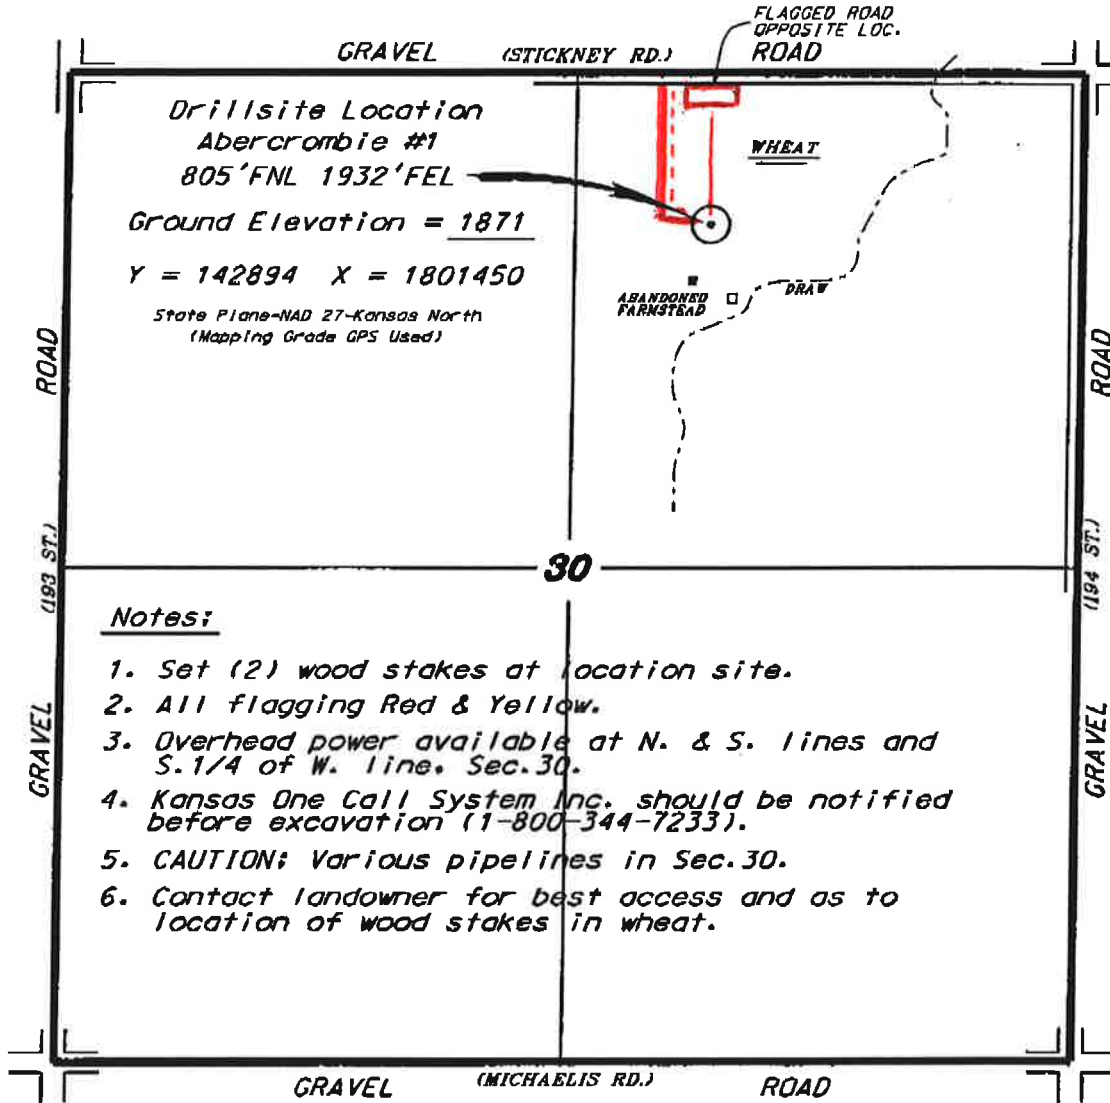 FLAGGED ROAD
OPPOSITE LOC.
GRAVEL (STICKNEY RD.) ROAD
Drillsite Location
Abercrombie #1
805'FNL 1932'FEL
Ground Elevation = 1871
Y = 142894 X = 1801450
State Plane-NAD 27-Kansas North
(Mapping Grade GPS Used)
WHEAT
ABANDONED
FARMSTEAD
DRAW
ROAD
(193 ST.)
GRAVEL
ROAD
(194 ST.)
GRAVEL
30
Notes:
1. Set (2) wood stakes at location site.
2. All flagging Red & Yellow.
3. Overhead power available at N. & S. lines and
S.1/4 of W. line. Sec.30.
4. Kansas One Call System Inc. should be notified
before excavation (1-800-344-7233).
5. CAUTION: Various pipelines in Sec.30.
6. Contact landowner for best access and as to
location of wood stakes in wheat.
GRAVEL (MICHAELIS RD.) ROAD